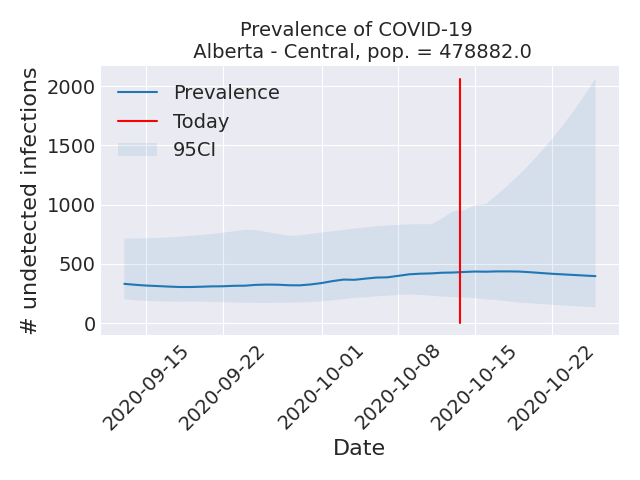 Prevalence of COVID-19
Alberta - Central, pop. = 478882.0
# undetected infections
2000
1500
1000
500
0
Prevalence
Today
95CI
2020-09-15
2020-09-22
2020-10-01
2020-10-08
2020-10-15
2020-10-22
Date